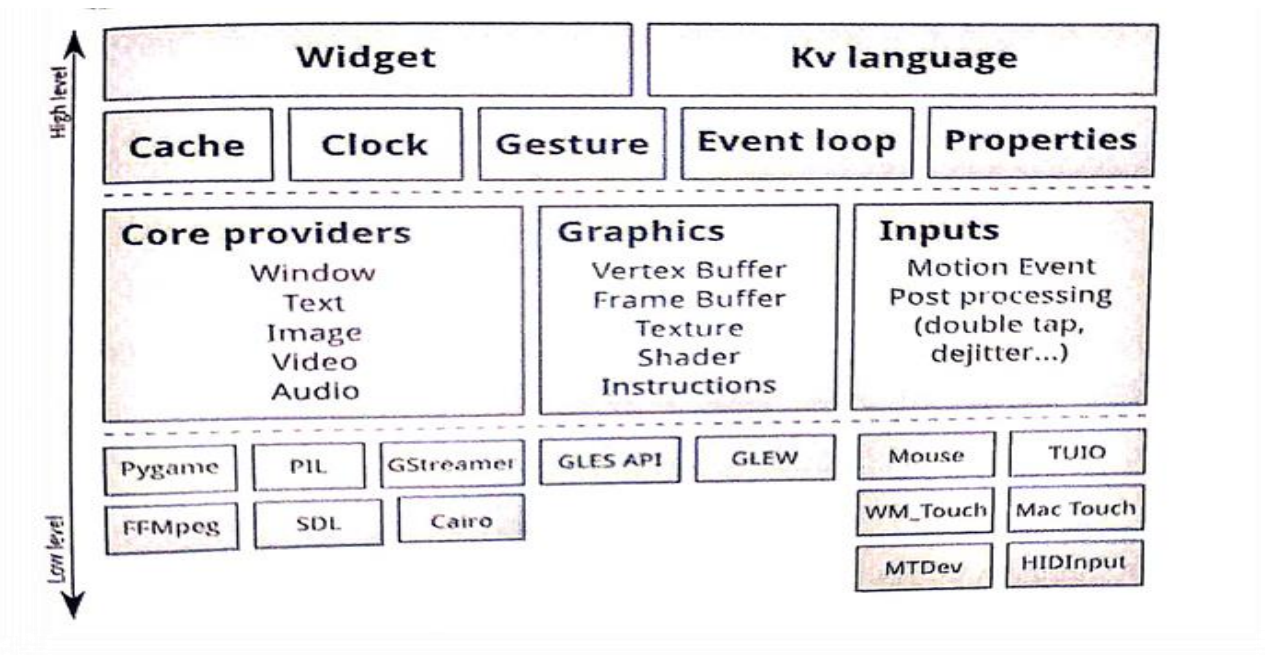 High level
Widget
Kv language
Cache
Clock
Gesture
Event loop
Properties
Core providers
Window
Text
Image
Video
Audio
Graphics
Vertex Buffer
Frame Buffer
Texture
Shader
Instructions
Inputs
Motion Event
Post processing
(double tap,
dejitter...)
Pygame
PIL
GStreamer
FFMpeg
SDL
Cairo
GLES API
GLEW
Mouse
TUIO
WM_Touch
Mac Touch
MTDev
HIDInput
Low level